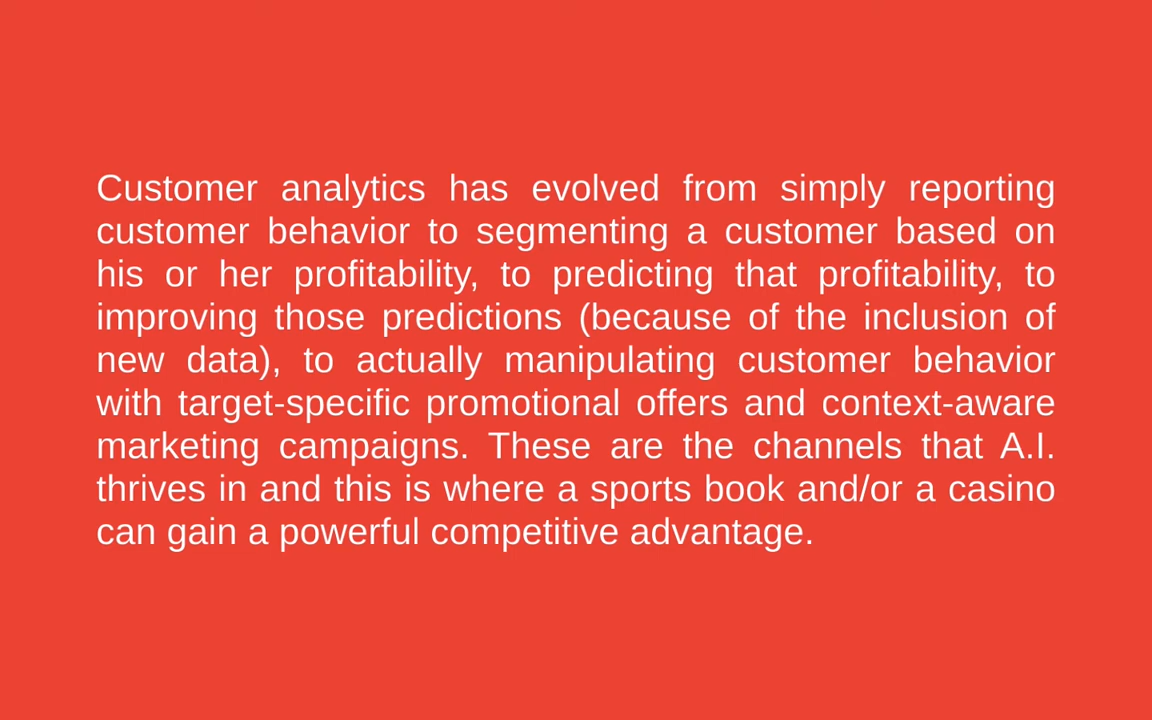 Customer analytics has evolved from simply reporting
customer behavior to segmenting a customer based on
his or her profitability, to predicting that profitability, to
improving those predictions (because of the inclusion of
new data), to actually manipulating customer behavior
with target-specific promotional offers and context-aware
marketing campaigns. These are the channels that A.I.
thrives in and this is where a sports book and/or a casino
can gain a powerful competitive advantage.